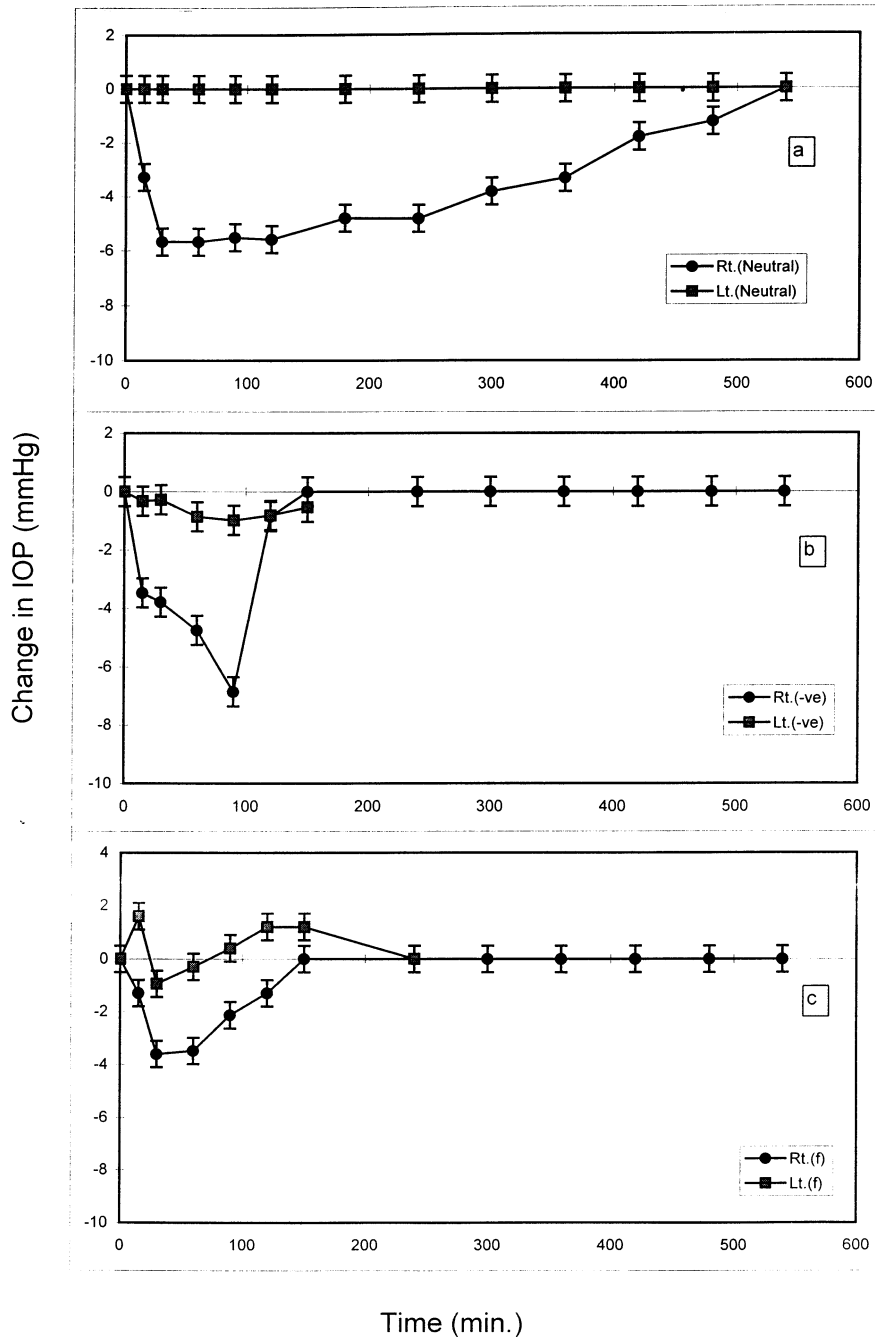 Change in IOP (mmHg)
2
0
-2
-4
-6
-8
-10
0 100 200 300 400 500 600
a
Rt.(Neutral)
Lt.(Neutral)
2
0
-2
-4
-6
-8
-10
0 100 200 300 400 500 600
b
Rt.(-ve)
Lt.(-ve)
4
2
0
-2
-4
-6
-8
-10
0 100 200 300 400 500 600
c
Rt.(f)
Lt.(f)
Time (min.)